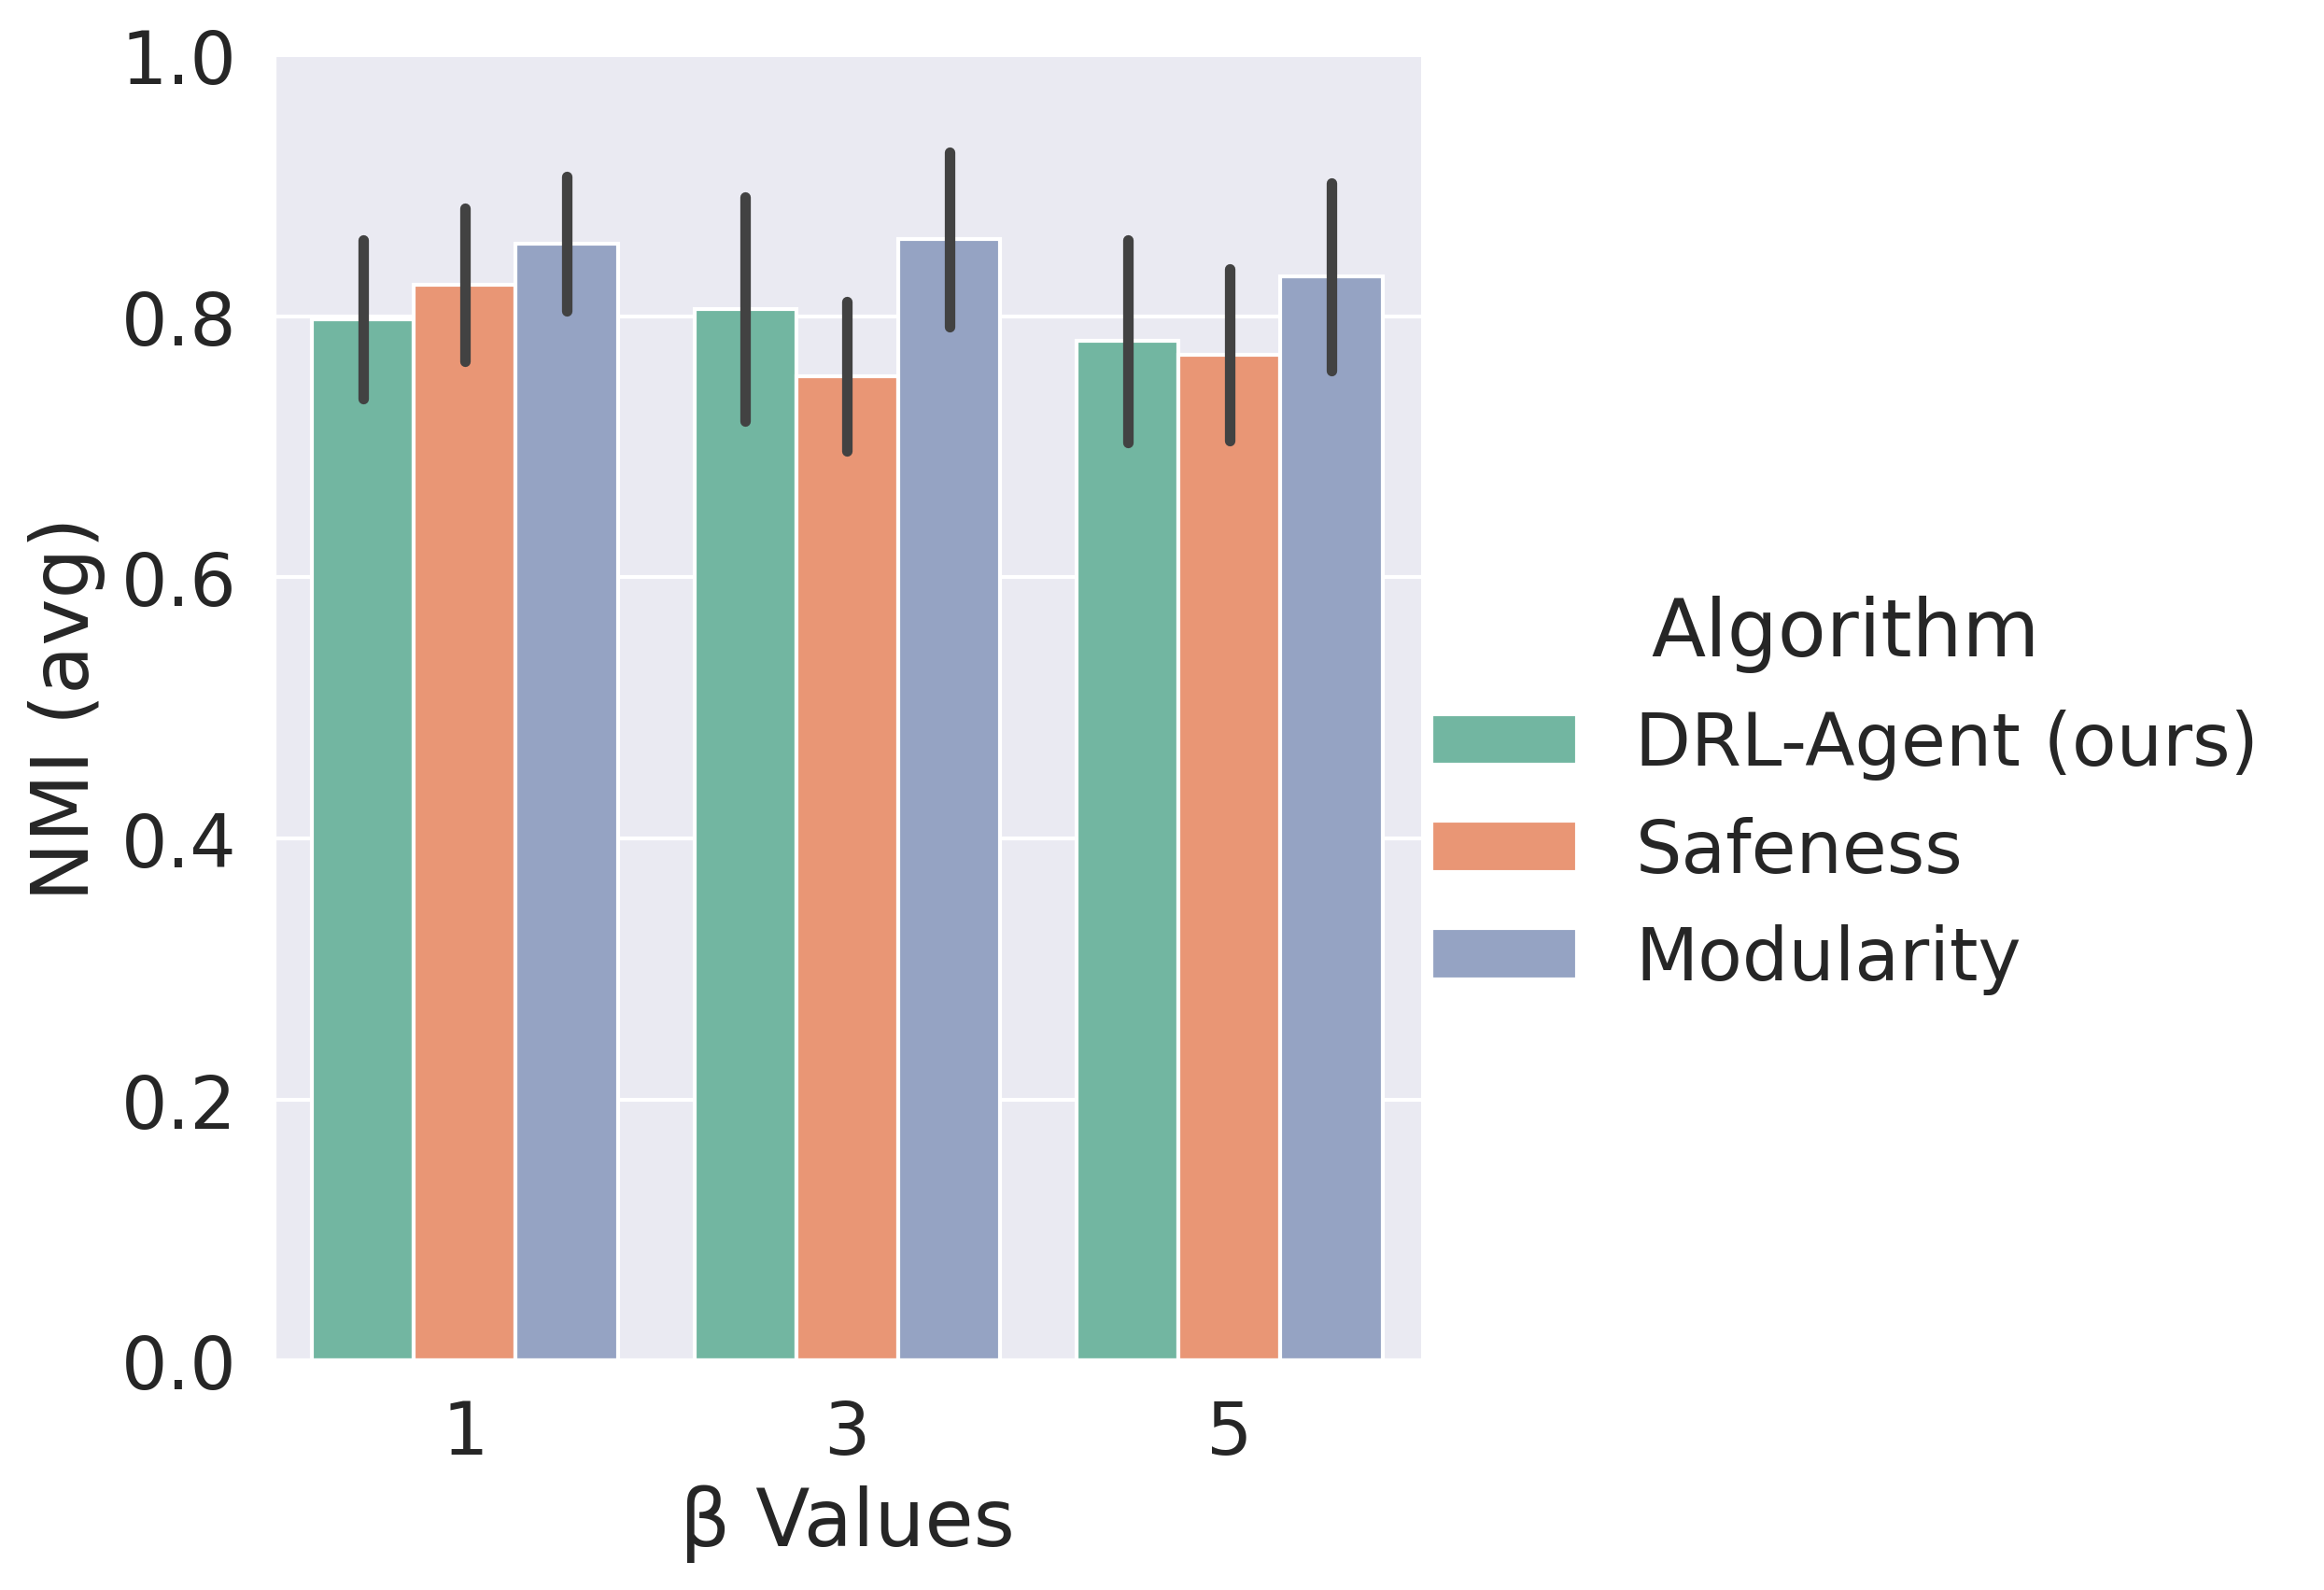 1.0
0.8
0.6
0.4
0.2
0.0
NMI (avg)
1 3 5
β Values
Algorithm
DRL-Agent (ours)
Safeness
Modularity